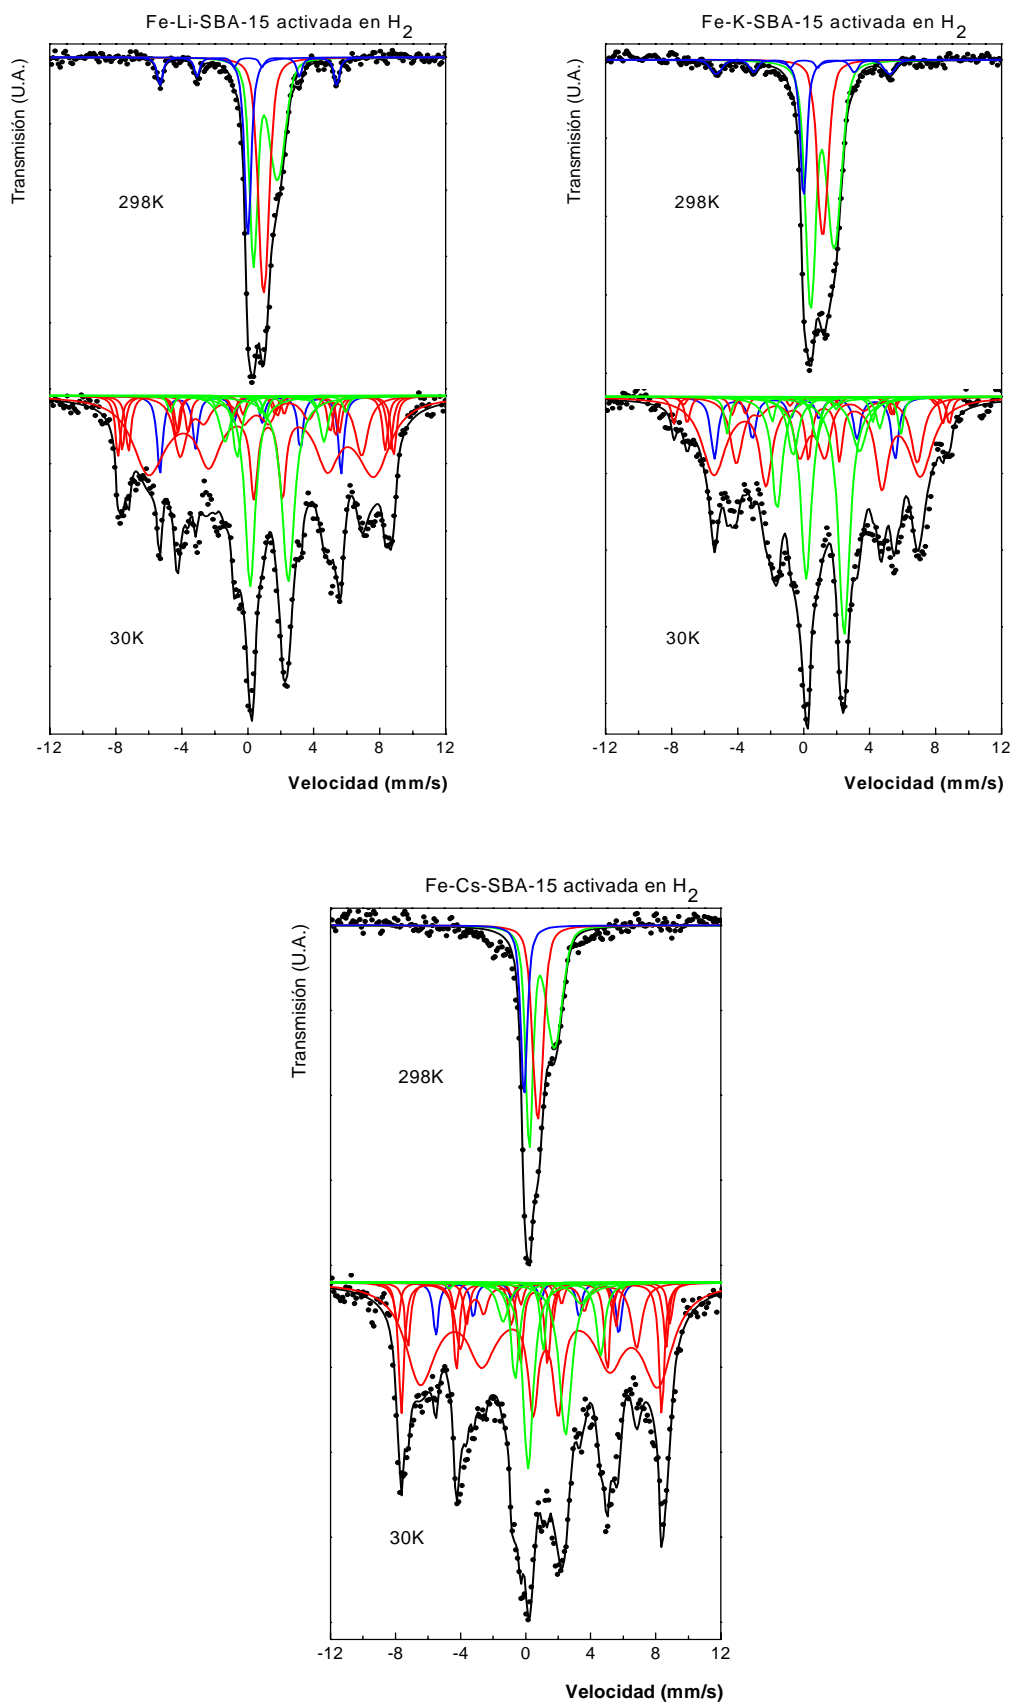 Fe-Li-SBA-15 activada en H2
Transmisión (U.A.)
298K
30K
-12 -8 -4 0 4 8 12
Velocidad (mm/s)
Fe-K-SBA-15 activada en H2
Transmisión (U.A.)
298K
30K
-12 -8 -4 0 4 8 12
Velocidad (mm/s)
Fe-Cs-SBA-15 activada en H2
Transmisión (U.A.)
298K
30K
-12 -8 -4 0 4 8 12
Velocidad (mm/s)